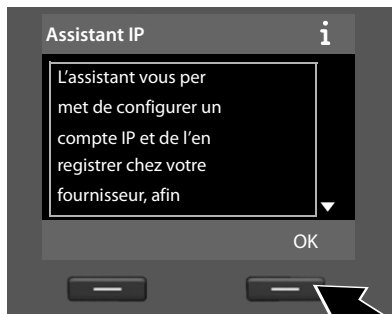 Assistant IP i
L’assistant vous per
met de configurer un
compte IP et de l’en
registrer chez votre
fournisseur, afin
OK